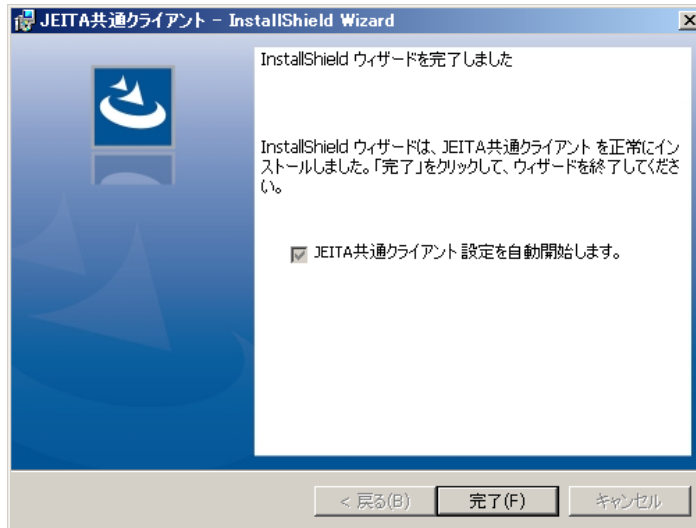 JEITA共通クライアント - InstallShield Wizard
InstallShield ウィザードを完了しました
InstallShield ウィザードは、JEITA共通クライアント を正常にイン
ストールしました。「完了」をクリックして、ウィザードを終了してくださ
い。
JEITA共通クライアント 設定を自動開始します。
< 戻る(B)
完了(F)
キャンセル